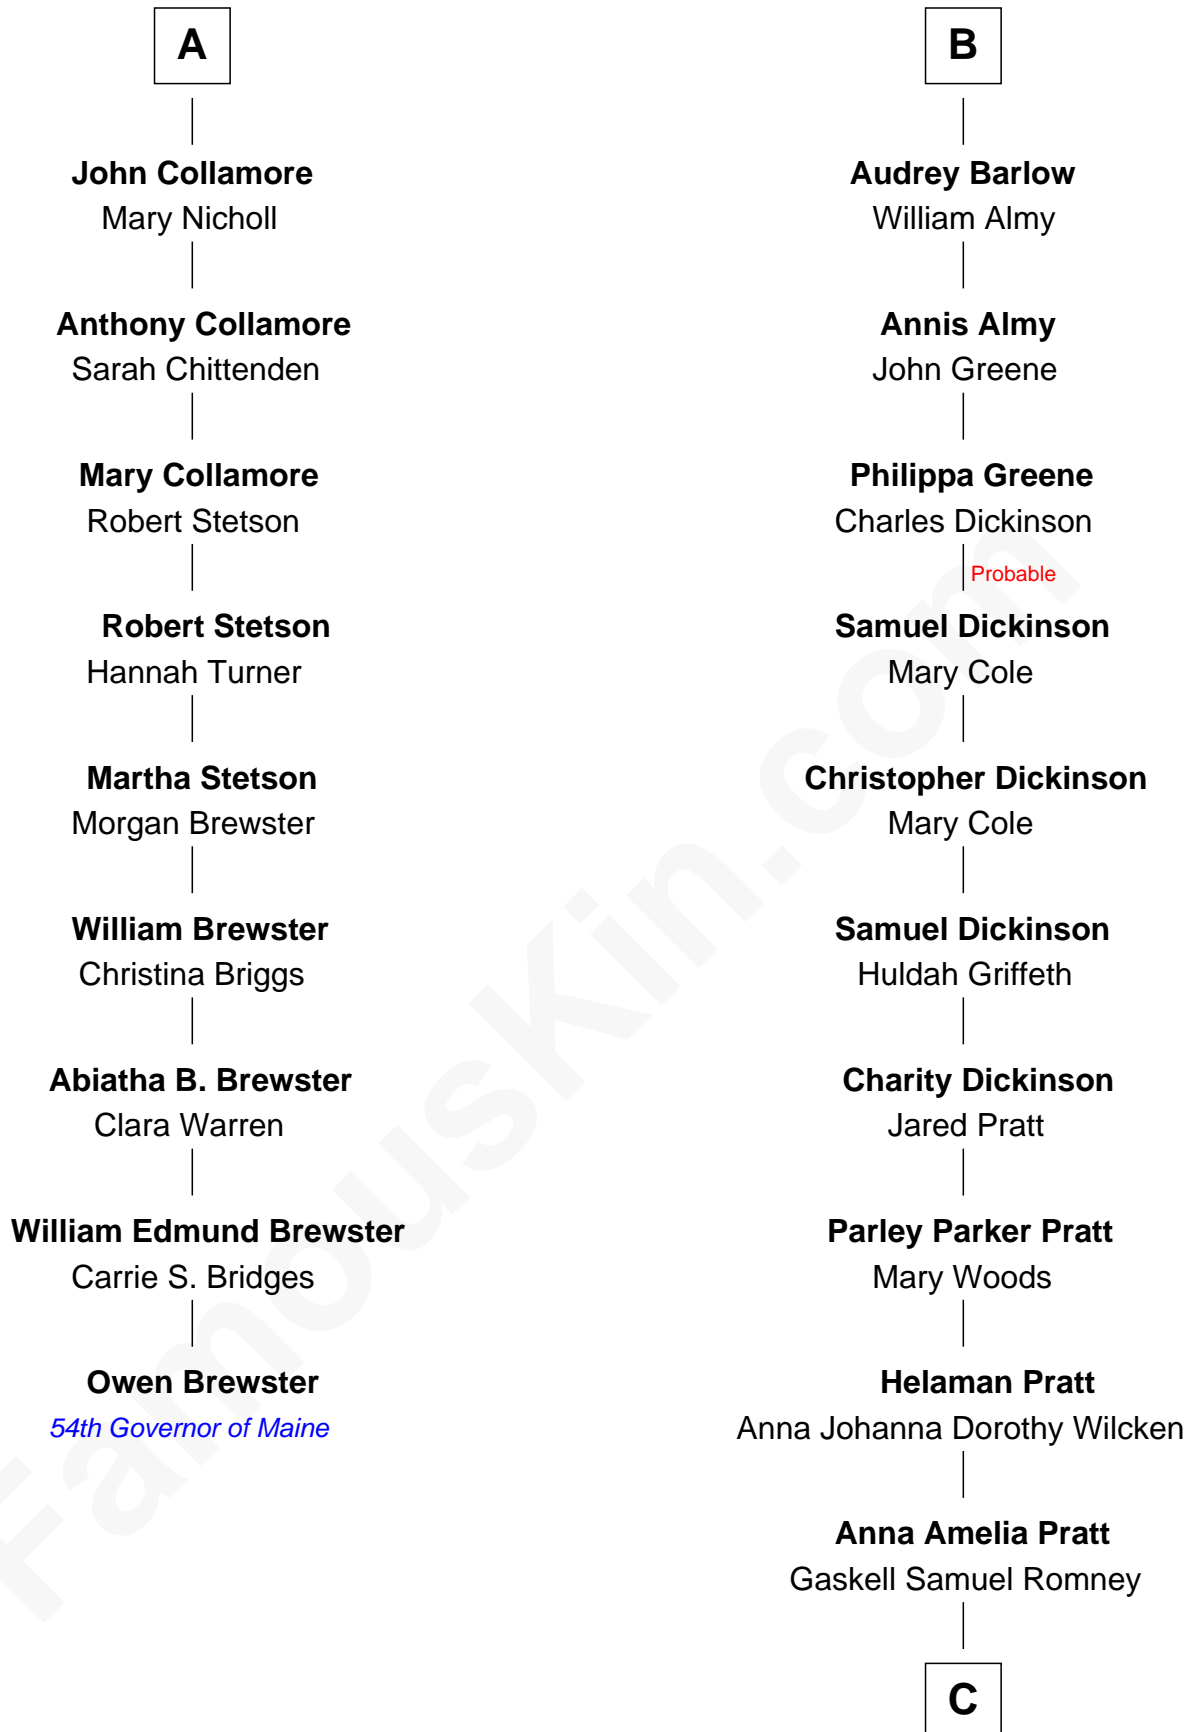 A
John Collamore
Mary Nicholl
Anthony Collamore
Sarah Chittenden
Mary Collamore
Robert Stetson
Robert Stetson
Hannah Turner
Martha Stetson
Morgan Brewster
William Brewster
Christina Briggs
Abiatha B. Brewster
Clara Warren
William Edmund Brewster
Carrie S. Bridges
Owen Brewster
54th Governor of Maine
B
Audrey Barlow
William Almy
Annis Almy
John Greene
Philippa Greene
Charles Dickinson
Probable
Samuel Dickinson
Mary Cole
Christopher Dickinson
Mary Cole
Samuel Dickinson
Huldah Griffeth
Charity Dickinson
Jared Pratt
Parley Parker Pratt
Mary Woods
Helaman Pratt
Anna Johanna Dorothy Wilcken
Anna Amelia Pratt
Gaskell Samuel Romney
C
FamousKin.com